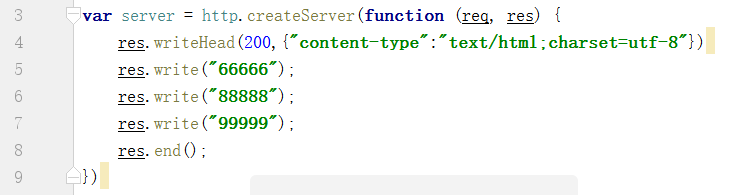 3 var server = http.createServer(function (req, res) {
4 res.writeHead(200,{"content-type":"text/html;charset=utf-8"})
5 res.write("66666");
6 res.write("88888");
7 res.write("99999");
8 res.end();
9 })